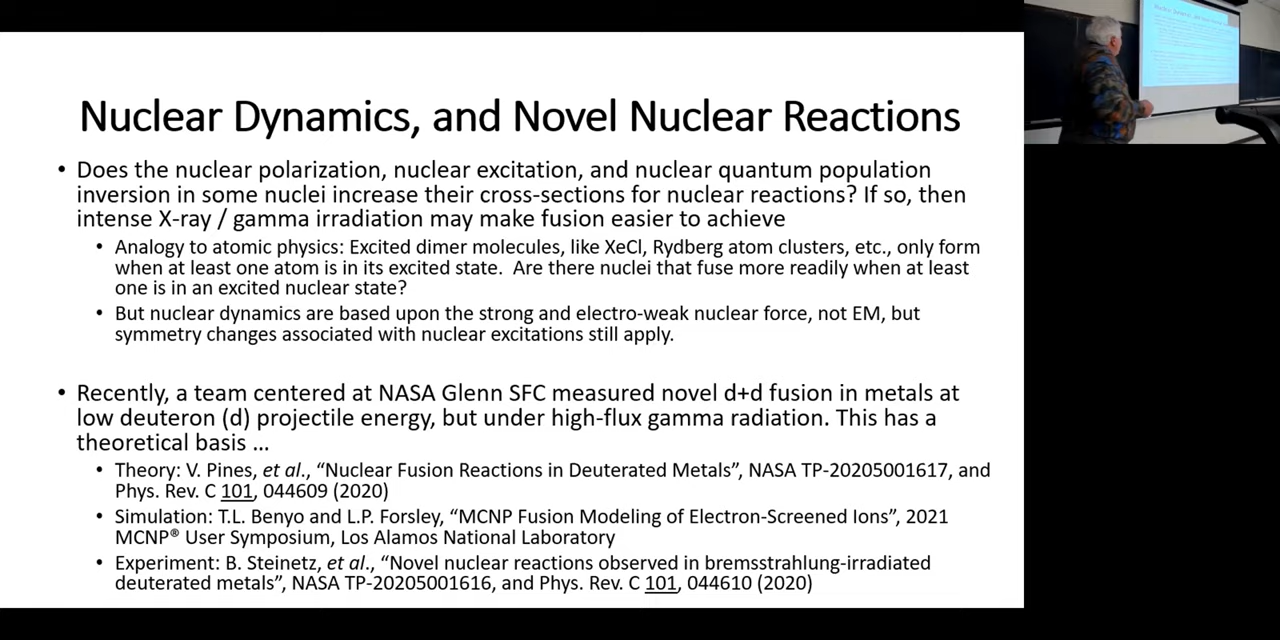 Nuclear Dynamics, and Novel Nuclear Reactions
• Does the nuclear polarization, nuclear excitation, and nuclear quantum population
inversion in some nuclei increase their cross-sections for nuclear reactions? If so, then
intense X-ray / gamma irradiation may make fusion easier to achieve
• Analogy to atomic physics: Excited dimer molecules, like XeCl, Rydberg atom clusters, etc., only form
when at least one atom is in its excited state. Are there nuclei that fuse more readily when at least
one is in an excited nuclear state?
• But nuclear dynamics are based upon the strong and electro-weak nuclear force, not EM, but
symmetry changes associated with nuclear excitations still apply.
• Recently, a team centered at NASA Glenn SFC measured novel d+d fusion in metals at
low deuteron (d) projectile energy, but under high-flux gamma radiation. This has a
theoretical basis …
• Theory: V. Pines, et al., “Nuclear Fusion Reactions in Deuterated Metals”, NASA TP-20205001617, and
Phys. Rev. C 101, 044609 (2020)
• Simulation: T.L. Benyo and L.P. Forsley, “MCNP Fusion Modeling of Electron-Screened Ions”, 2021
MCNP® User Symposium, Los Alamos National Laboratory
• Experiment: B. Steinetz, et al., “Novel nuclear reactions observed in bremsstrahlung-irradiated
deuterated metals”, NASA TP-20205001616, and Phys. Rev. C 101, 044610 (2020)